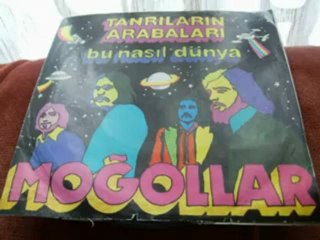 TANRILARIN
ARABALARI
bu nasıl dünya
MOĞOLLAR